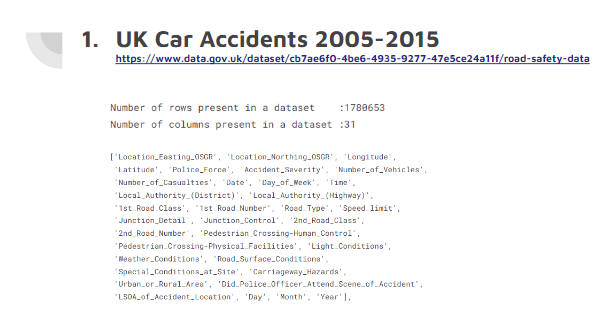 1. UK Car Accidents 2005-2015
https://www.data.gov.uk/dataset/cb7ae6f0-4be6-4935-9277-47e5ce24a11f/road-safety-data
Number of rows present in a dataset :1780653
Number of columns present in a dataset :31
['Location_Easting_OSGR', 'Location_Northing_OSGR', 'Longitude',
'Latitude', 'Police_Force', 'Accident_Severity', 'Number_of_Vehicles',
'Number_of_Casualties', 'Date', 'Day_of_Week', 'Time',
'Local_Authority_(District)', 'Local_Authority_(Highway)',
'1st_Road_Class', '1st_Road_Number', 'Road_Type', 'Speed_limit',
'Junction_Detail', 'Junction_Control', '2nd_Road_Class',
'2nd_Road_Number', 'Pedestrian_Crossing-Human_Control',
'Pedestrian_Crossing-Physical_Facilities', 'Light_Conditions',
'Weather_Conditions', 'Road_Surface_Conditions',
'Special_Conditions_at_Site', 'Carriageway_Hazards',
'Urban_or_Rural_Area', 'Did_Police_Officer_Attend_Scene_of_Accident',
'LSOA_of_Accident_Location', 'Day', 'Month', 'Year'],